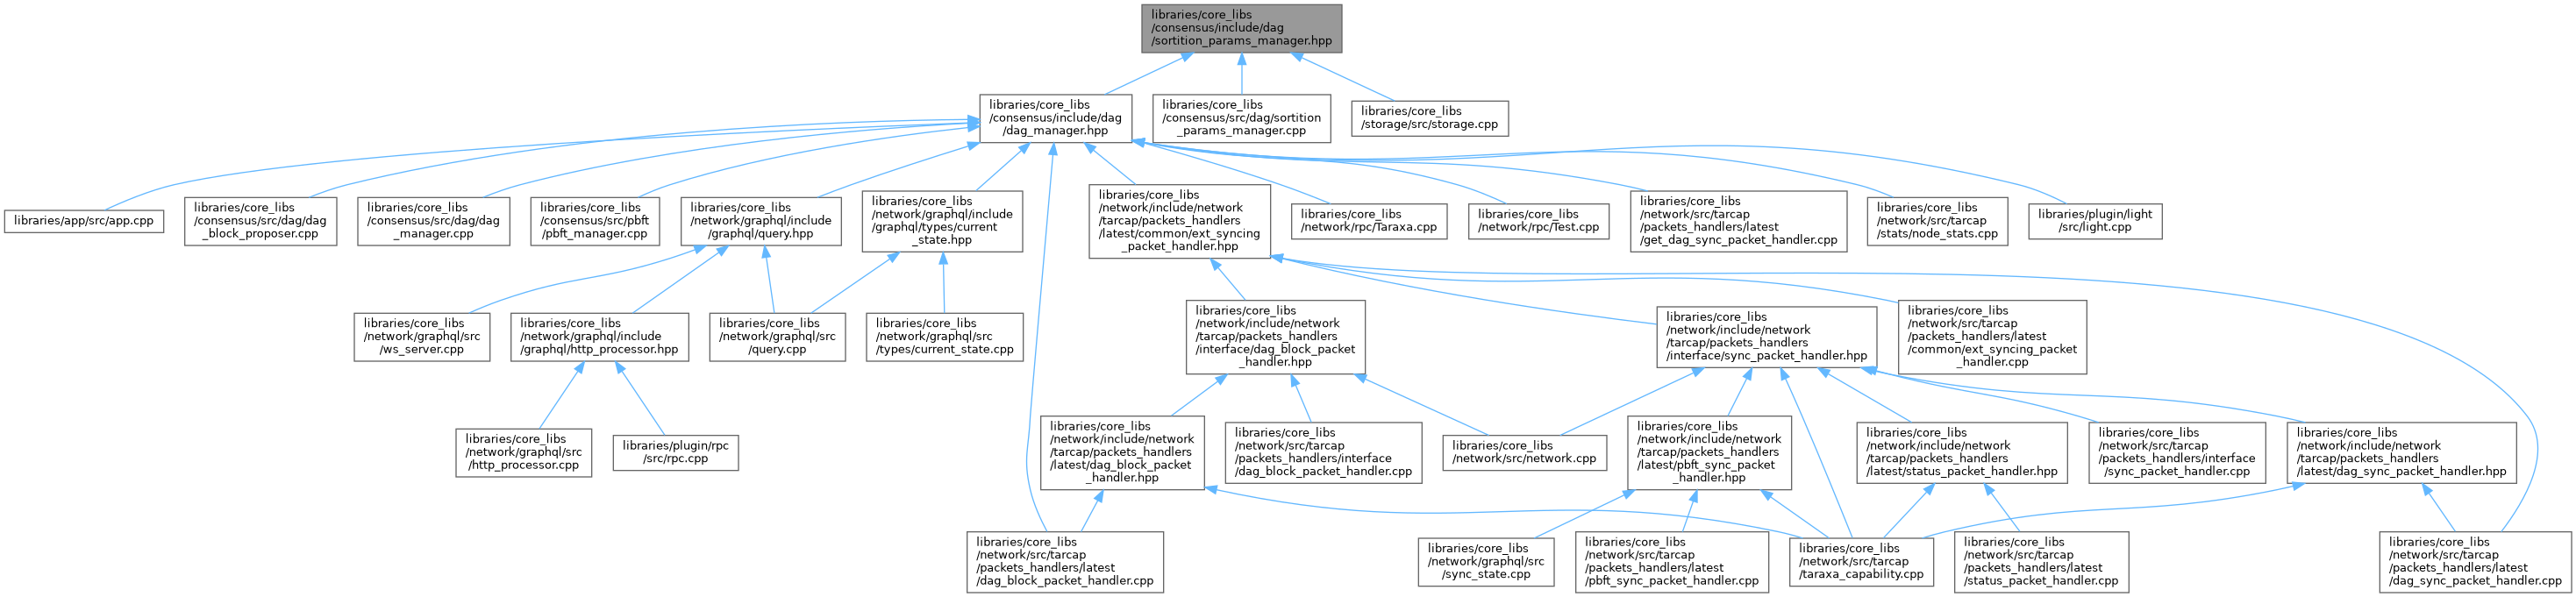 libraries/core_libs
/consensus/include/dag
/sortition_params_manager.hpp
libraries/core_libs
/consensus/include/dag
/dag_manager.hpp
libraries/core_libs
/consensus/src/dag/sortition
_params_manager.cpp
libraries/core_libs
/storage/src/storage.cpp
libraries/app/src/app.cpp
libraries/core_libs
/consensus/src/dag/dag
_block_proposer.cpp
libraries/core_libs
/consensus/src/dag/dag
_manager.cpp
libraries/core_libs
/consensus/src/pbft
/pbft_manager.cpp
libraries/core_libs
/network/graphql/include
/graphql/query.hpp
libraries/core_libs
/network/graphql/include
/graphql/types/current
_state.hpp
libraries/core_libs
/network/include/network
/tarcap/packets_handlers
/latest/common/ext_syncing
_packet_handler.hpp
libraries/core_libs
/network/rpc/Taraxa.cpp
libraries/core_libs
/network/rpc/Test.cpp
libraries/core_libs
/network/src/tarcap
/packets_handlers/latest
/get_dag_sync_packet_handler.cpp
libraries/core_libs
/network/src/tarcap
/stats/node_stats.cpp
libraries/plugin/light
/src/light.cpp
libraries/core_libs
/network/graphql/src
/ws_server.cpp
libraries/core_libs
/network/graphql/include
/graphql/http_processor.hpp
libraries/core_libs
/network/graphql/src
/query.cpp
libraries/core_libs
/network/graphql/src
/types/current_state.cpp
libraries/core_libs
/network/include/network
/tarcap/packets_handlers
/interface/dag_block_packet
_handler.hpp
libraries/core_libs
/network/include/network
/tarcap/packets_handlers
/interface/sync_packet_handler.hpp
libraries/core_libs
/network/src/tarcap
/packets_handlers/latest
/common/ext_syncing_packet
_handler.cpp
libraries/core_libs
/network/graphql/src
/http_processor.cpp
libraries/plugin/rpc
/src/rpc.cpp
libraries/core_libs
/network/include/network
/tarcap/packets_handlers
/latest/dag_block_packet
_handler.hpp
libraries/core_libs
/network/src/tarcap
/packets_handlers/interface
/dag_block_packet_handler.cpp
libraries/core_libs
/network/src/network.cpp
libraries/core_libs
/network/include/network
/tarcap/packets_handlers
/latest/pbft_sync_packet
_handler.hpp
libraries/core_libs
/network/include/network
/tarcap/packets_handlers
/latest/status_packet_handler.hpp
libraries/core_libs
/network/src/tarcap
/packets_handlers/interface
/sync_packet_handler.cpp
libraries/core_libs
/network/include/network
/tarcap/packets_handlers
/latest/dag_sync_packet_handler.hpp
libraries/core_libs
/network/src/tarcap
/packets_handlers/latest
/dag_block_packet_handler.cpp
libraries/core_libs
/network/graphql/src
/sync_state.cpp
libraries/core_libs
/network/src/tarcap
/packets_handlers/latest
/pbft_sync_packet_handler.cpp
libraries/core_libs
/network/src/tarcap
/taraxa_capability.cpp
libraries/core_libs
/network/src/tarcap
/packets_handlers/latest
/status_packet_handler.cpp
libraries/core_libs
/network/src/tarcap
/packets_handlers/latest
/dag_sync_packet_handler.cpp